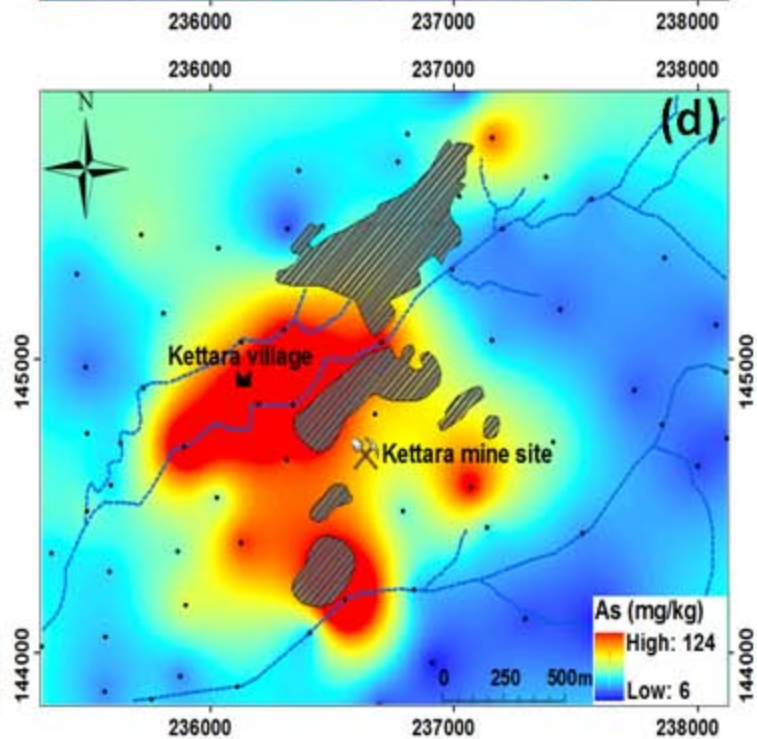 236000 237000 238000
236000 237000 238000
N
(d)
145000 145000
Kettara village
Kettara mine site
As (mg/kg)
High: 124
Low: 6
0 250 500m
144000 144000
236000 237000 238000